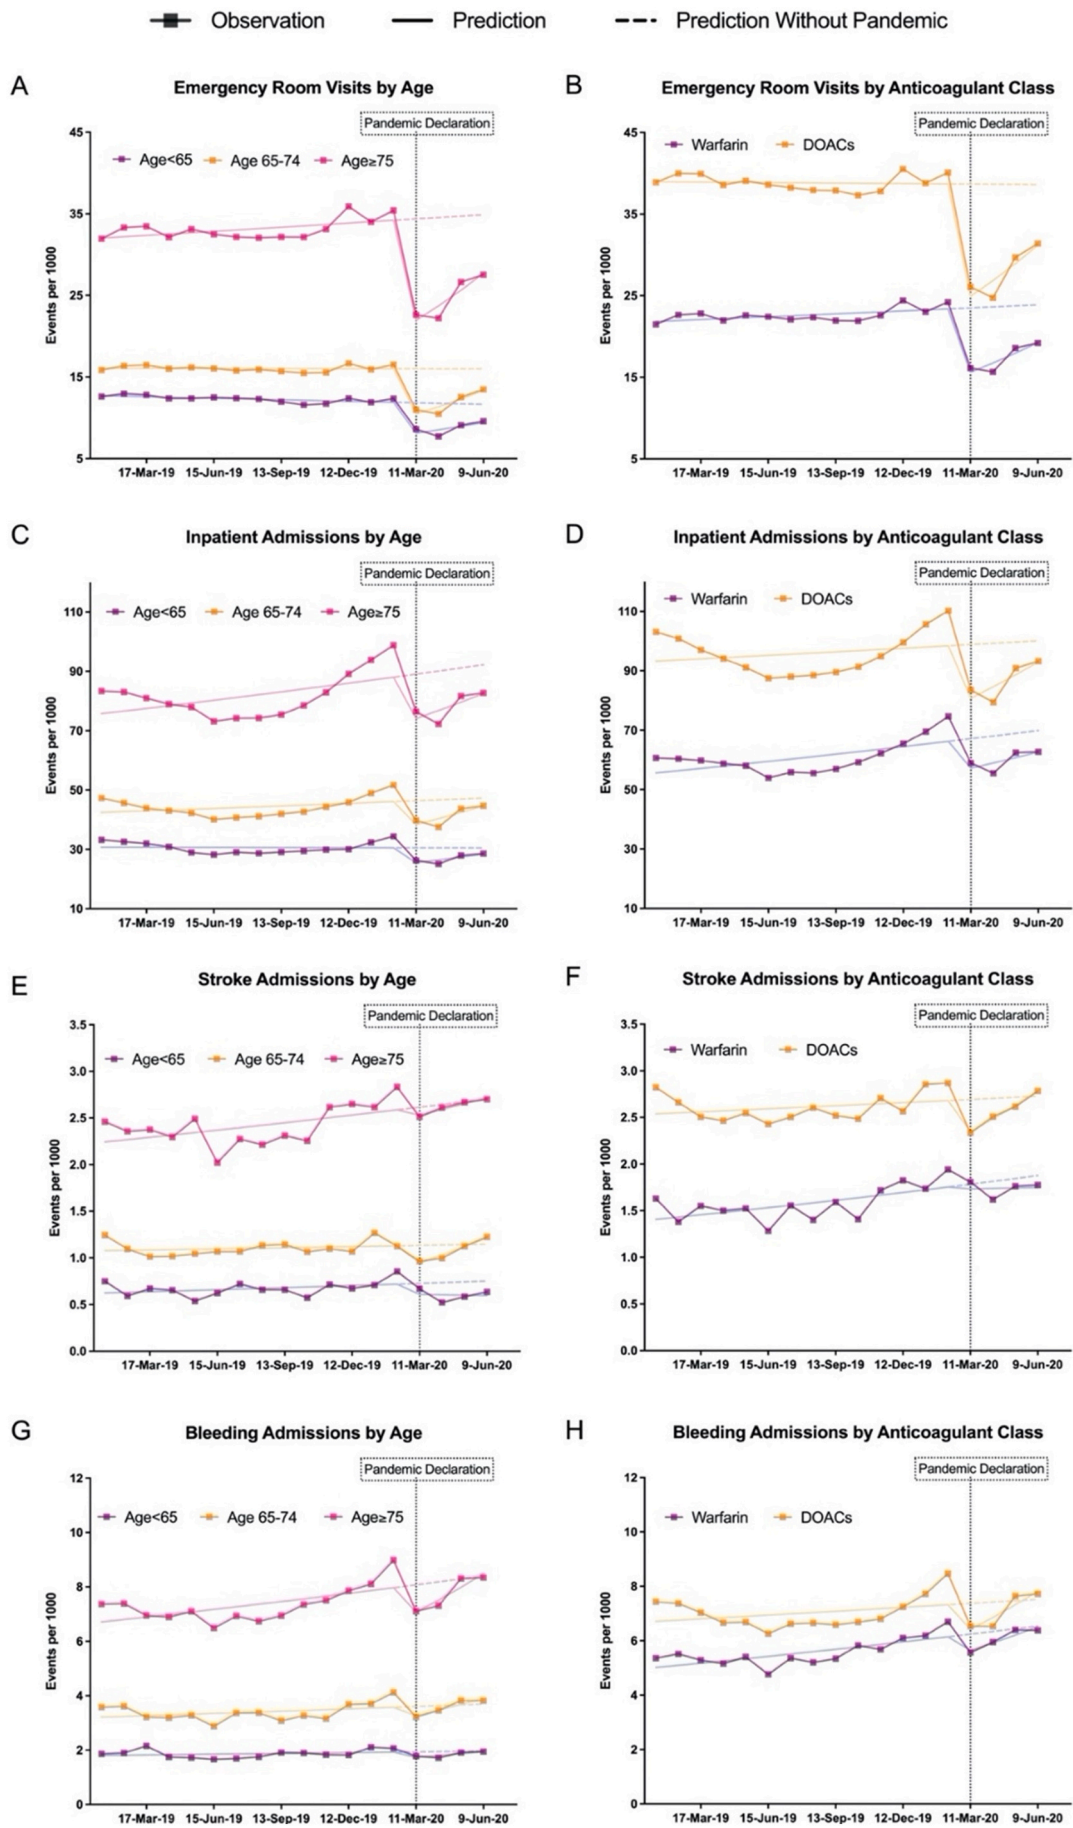 Observation Prediction Prediction Without Pandemic
A Emergency Room Visits by Age
Pandemic Declaration
45
Age<65 Age 65-74 Age≥75
35
Events per 1000
25
15
5
17-Mar-19 15-Jun-19 13-Sep-19 12-Dec-19 11-Mar-20 9-Jun-20
B Emergency Room Visits by Anticoagulant Class
Pandemic Declaration
45
Warfarin DOACs
35
Events per 1000
25
15
5
17-Mar-19 15-Jun-19 13-Sep-19 12-Dec-19 11-Mar-20 9-Jun-20
C Inpatient Admissions by Age
Pandemic Declaration
110
Age<65 Age 65-74 Age≥75
90
Events per 1000
70
50
30
10
17-Mar-19 15-Jun-19 13-Sep-19 12-Dec-19 11-Mar-20 9-Jun-20
D Inpatient Admissions by Anticoagulant Class
Pandemic Declaration
110
Warfarin DOACs
90
Events per 1000
70
50
30
10
17-Mar-19 15-Jun-19 13-Sep-19 12-Dec-19 11-Mar-20 9-Jun-20
E Stroke Admissions by Age
Pandemic Declaration
3.5
Age<65 Age 65-74 Age≥75
3.0
2.5
Events per 1000
2.0
1.5
1.0
0.5
0.0
17-Mar-19 15-Jun-19 13-Sep-19 12-Dec-19 11-Mar-20 9-Jun-20
F Stroke Admissions by Anticoagulant Class
Pandemic Declaration
3.5
Warfarin DOACs
3.0
2.5
Events per 1000
2.0
1.5
1.0
0.5
0.0
17-Mar-19 15-Jun-19 13-Sep-19 12-Dec-19 11-Mar-20 9-Jun-20
G Bleeding Admissions by Age
Pandemic Declaration
12
Age<65 Age 65-74 Age≥75
10
8
Events per 1000
6
4
2
0
17-Mar-19 15-Jun-19 13-Sep-19 12-Dec-19 11-Mar-20 9-Jun-20
H Bleeding Admissions by Anticoagulant Class
Pandemic Declaration
12
Warfarin DOACs
10
8
Events per 1000
6
4
2
0
17-Mar-19 15-Jun-19 13-Sep-19 12-Dec-19 11-Mar-20 9-Jun-20